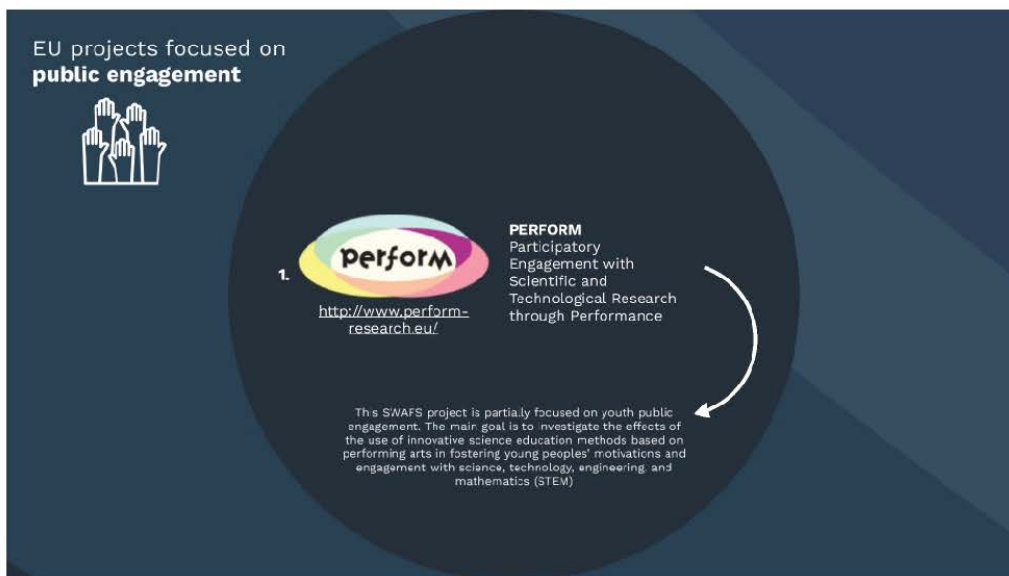 EU projects focused on
public engagement
1.
perform
http://www.perform-
research.eu/
PERFORM
Participatory
Engagement with
Scientific and
Technological Research
through Performance
This SWAFS project is partially focused on youth public
engagement. The main goal is to investigate the effects of
the use of innovative science education methods based on
performing arts in fostering young peoples' motivations and
engagement with science, technology, engineering, and
mathematics (STEM)